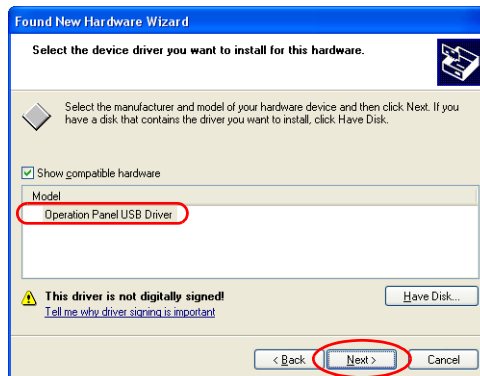 Found New Hardware Wizard
Select the device driver you want to install for this hardware.
Select the manufacturer and model of your hardware device and then click Next. If you
have a disk that contains the driver you want to install, click Have Disk.
Show compatible hardware
Model
Operation Panel USB Driver
This driver is not digitally signed!
Tell me why driver signing is important
Have Disk...
< Back
Next >
Cancel